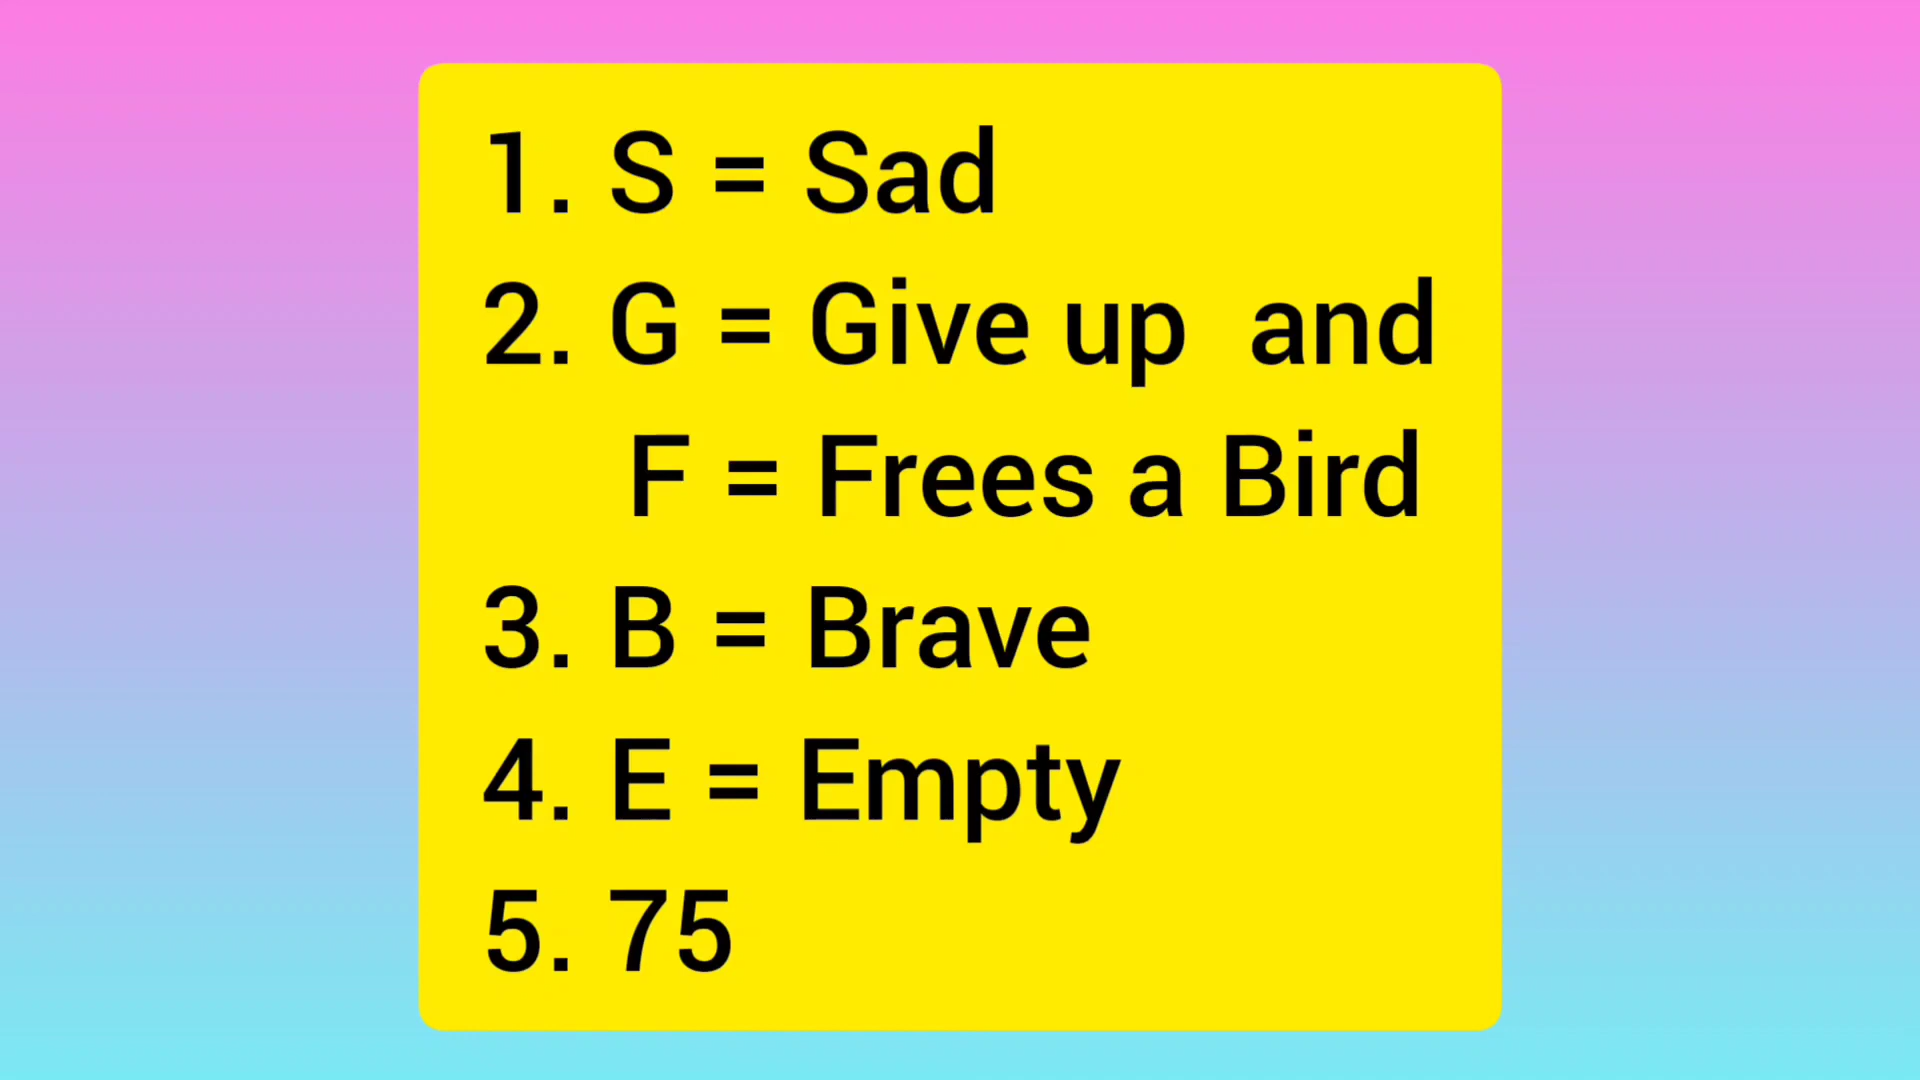 1. S = Sad
2. G = Give up  and
F = Frees a Bird
3. B = Brave
4. E = Empty
5. 75